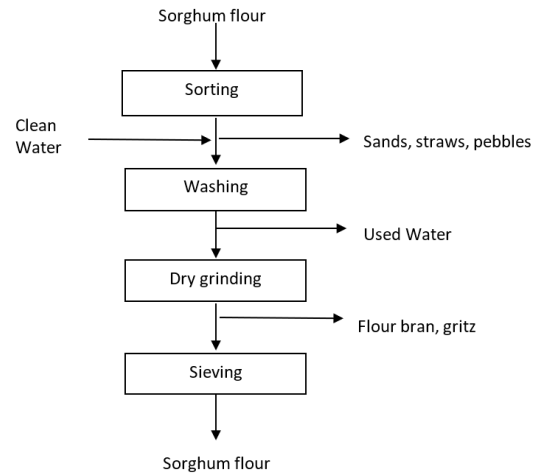 Sorghum flour
Sorting
Clean
Water
Sands, straws, pebbles
Washing
Used Water
Dry grinding
Flour bran, gritz
Sieving
Sorghum flour